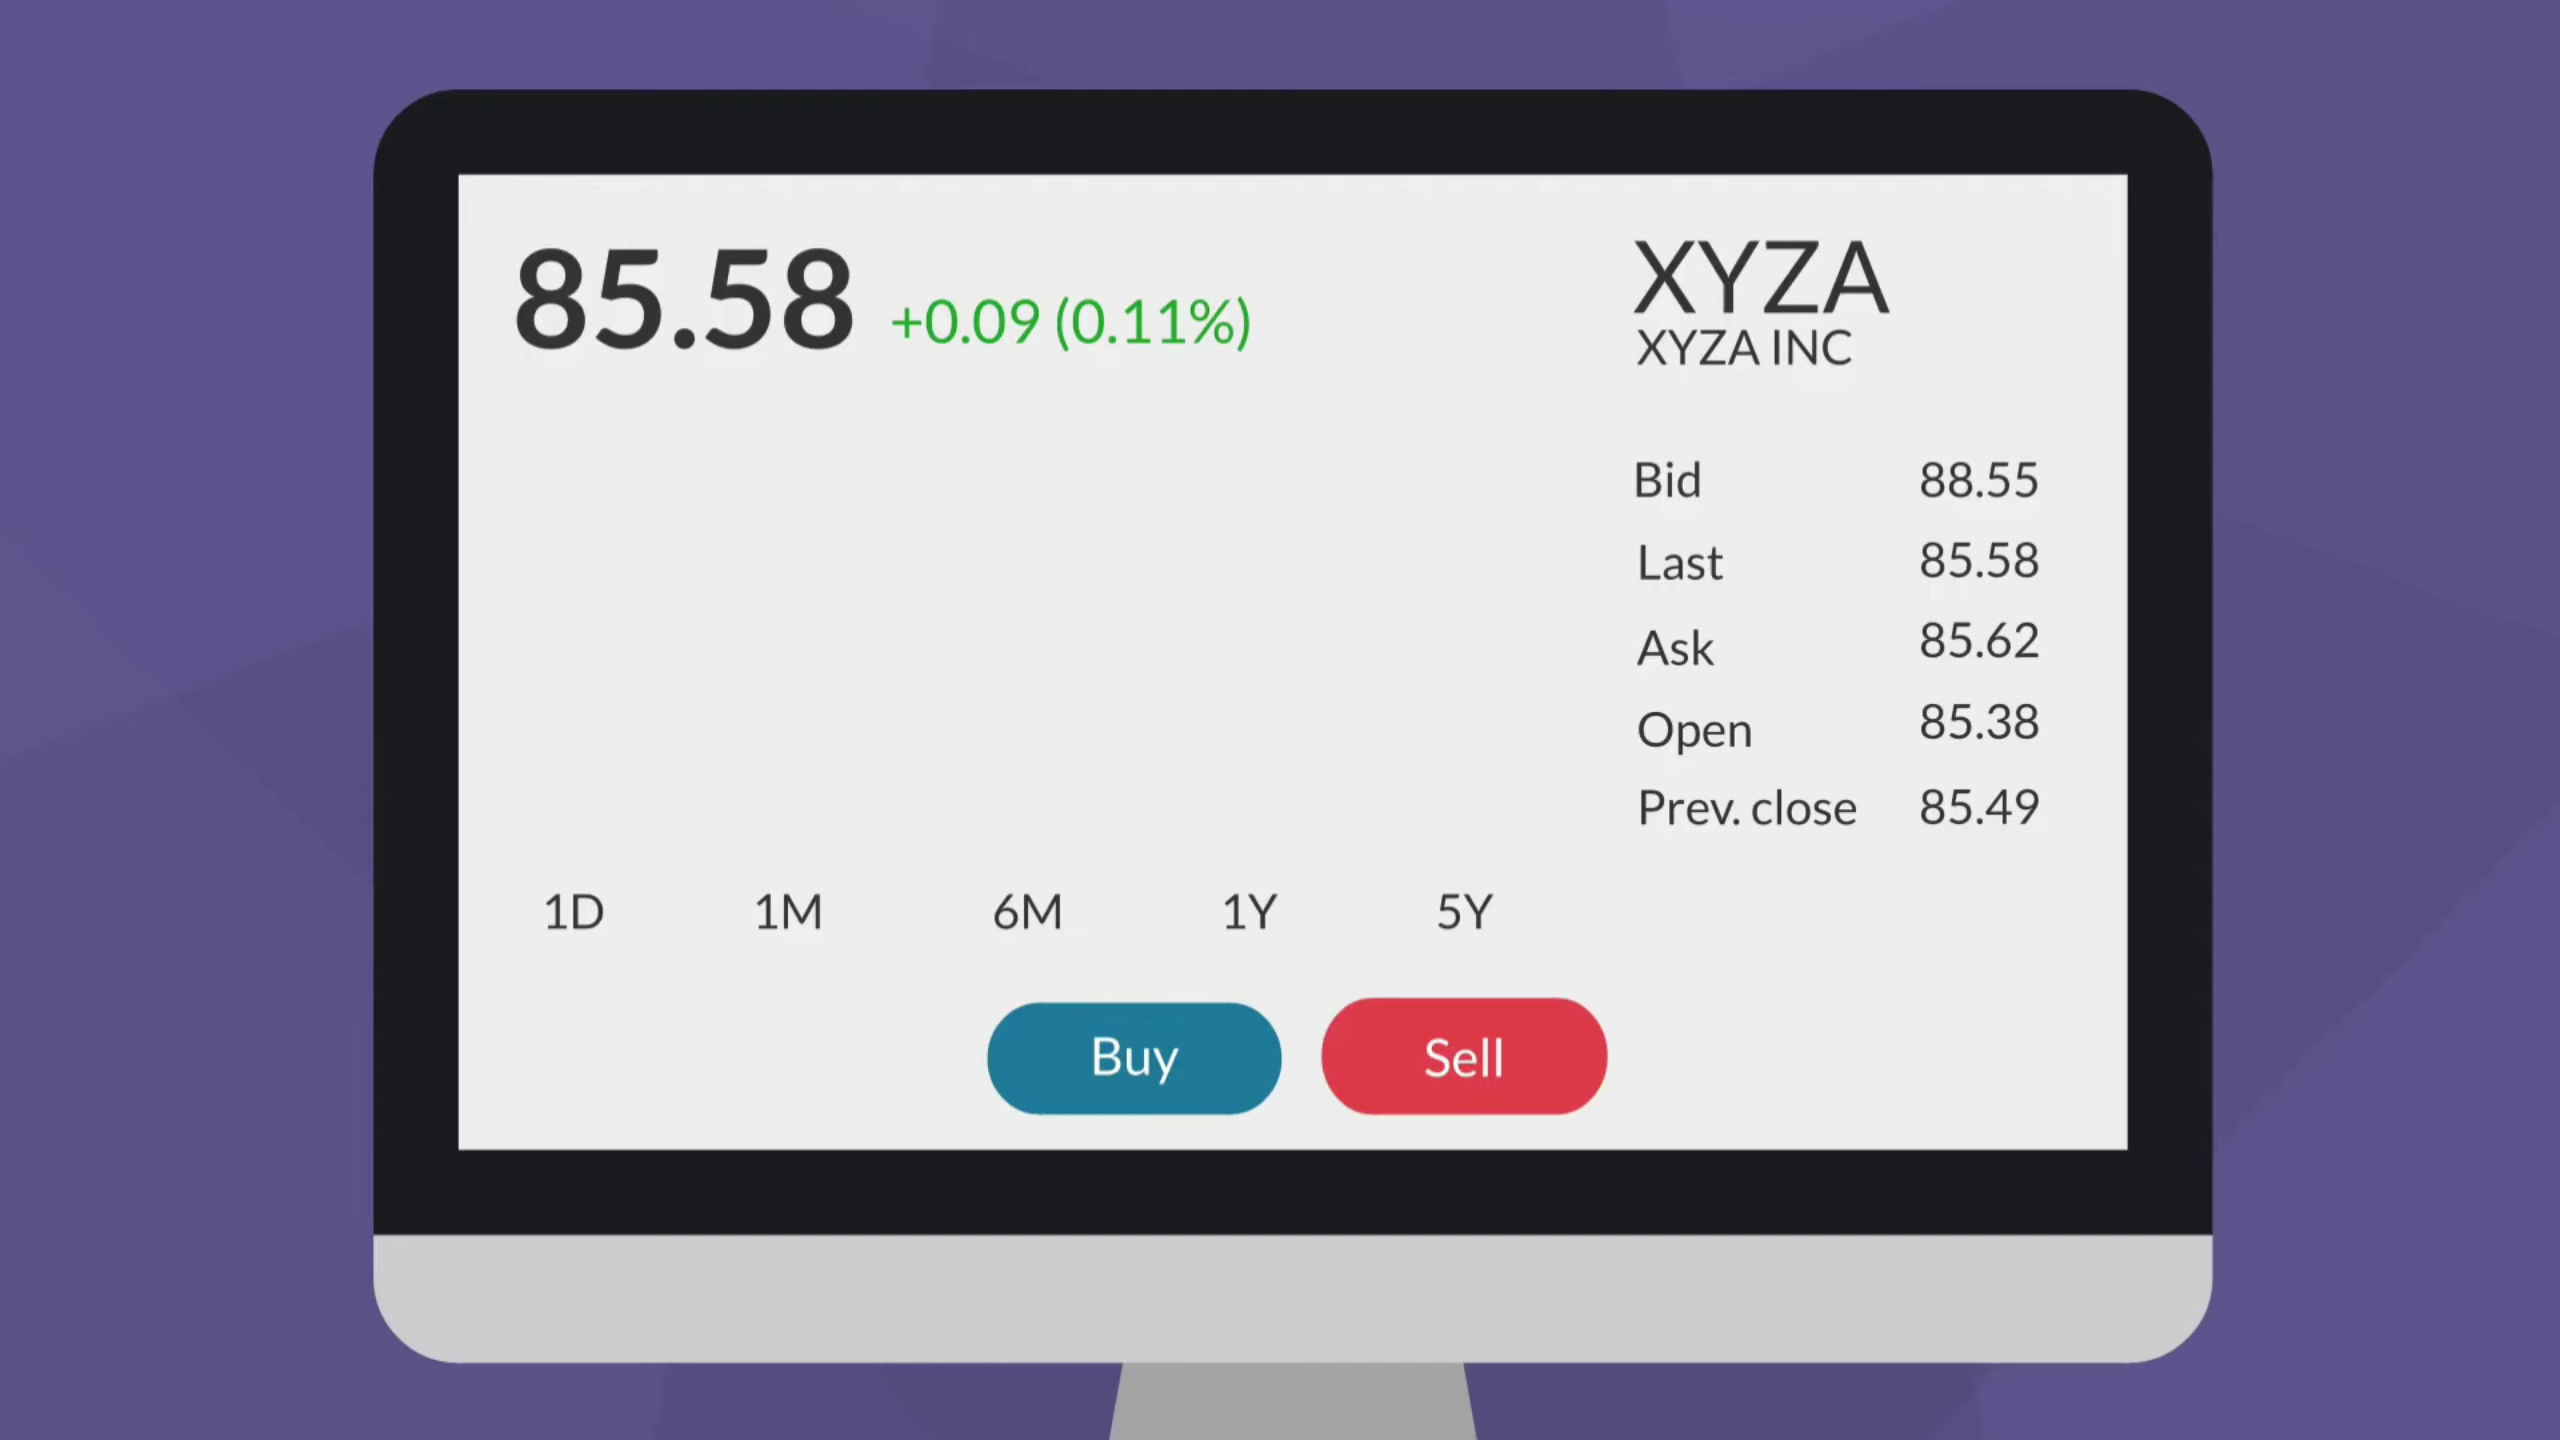 85.58 +0.09 (0.11%)
XYZA
XYZA INC
Bid 88.55
Last 85.58
Ask 85.62
Open 85.38
Prev. close 85.49
1D 1M 6M 1Y 5Y
Buy Sell